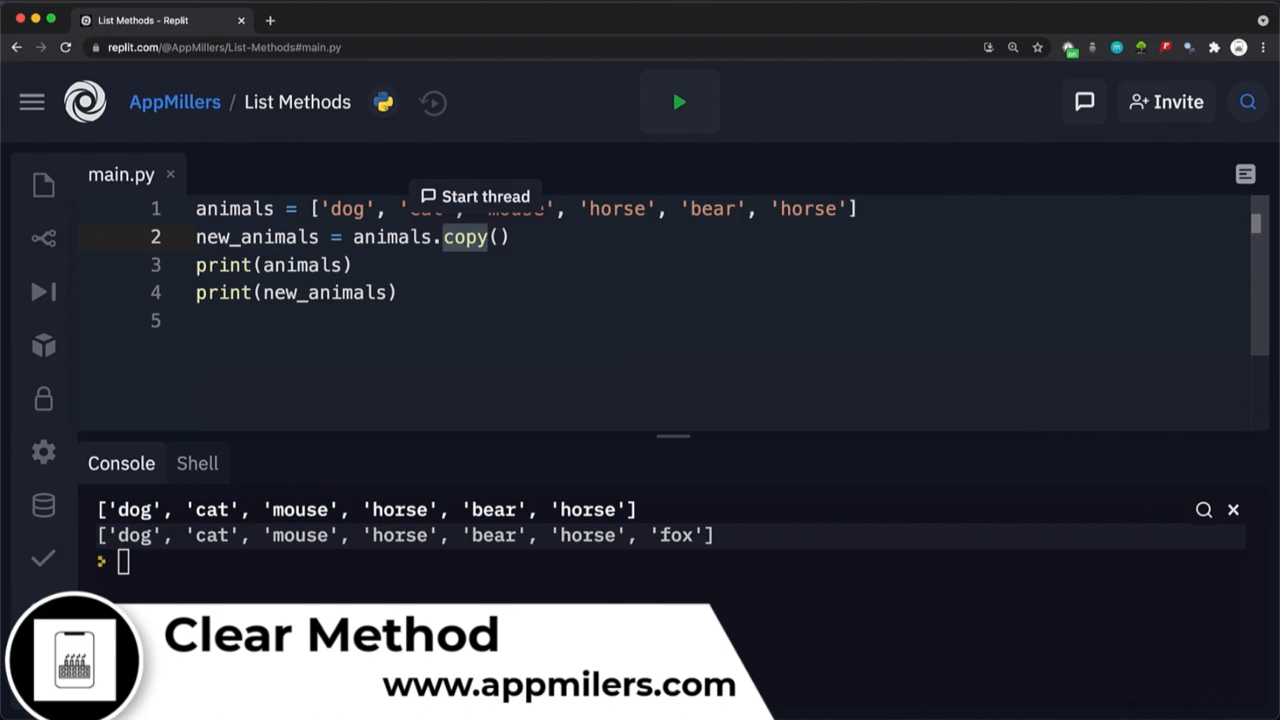 List Methods - Replit
replit.com/@AppMillers/List-Methods#main.py
AppMillers / List Methods
Invite
main.py
Start thread
1 animals = ['dog', 'cat', 'mouse', 'horse', 'bear', 'horse']
2 new_animals = animals.copy()
3 print(animals)
4 print(new_animals)
5
Console Shell
['dog', 'cat', 'mouse', 'horse', 'bear', 'horse']
['dog', 'cat', 'mouse', 'horse', 'bear', 'horse', 'fox']
Clear Method
www.appmilers.com